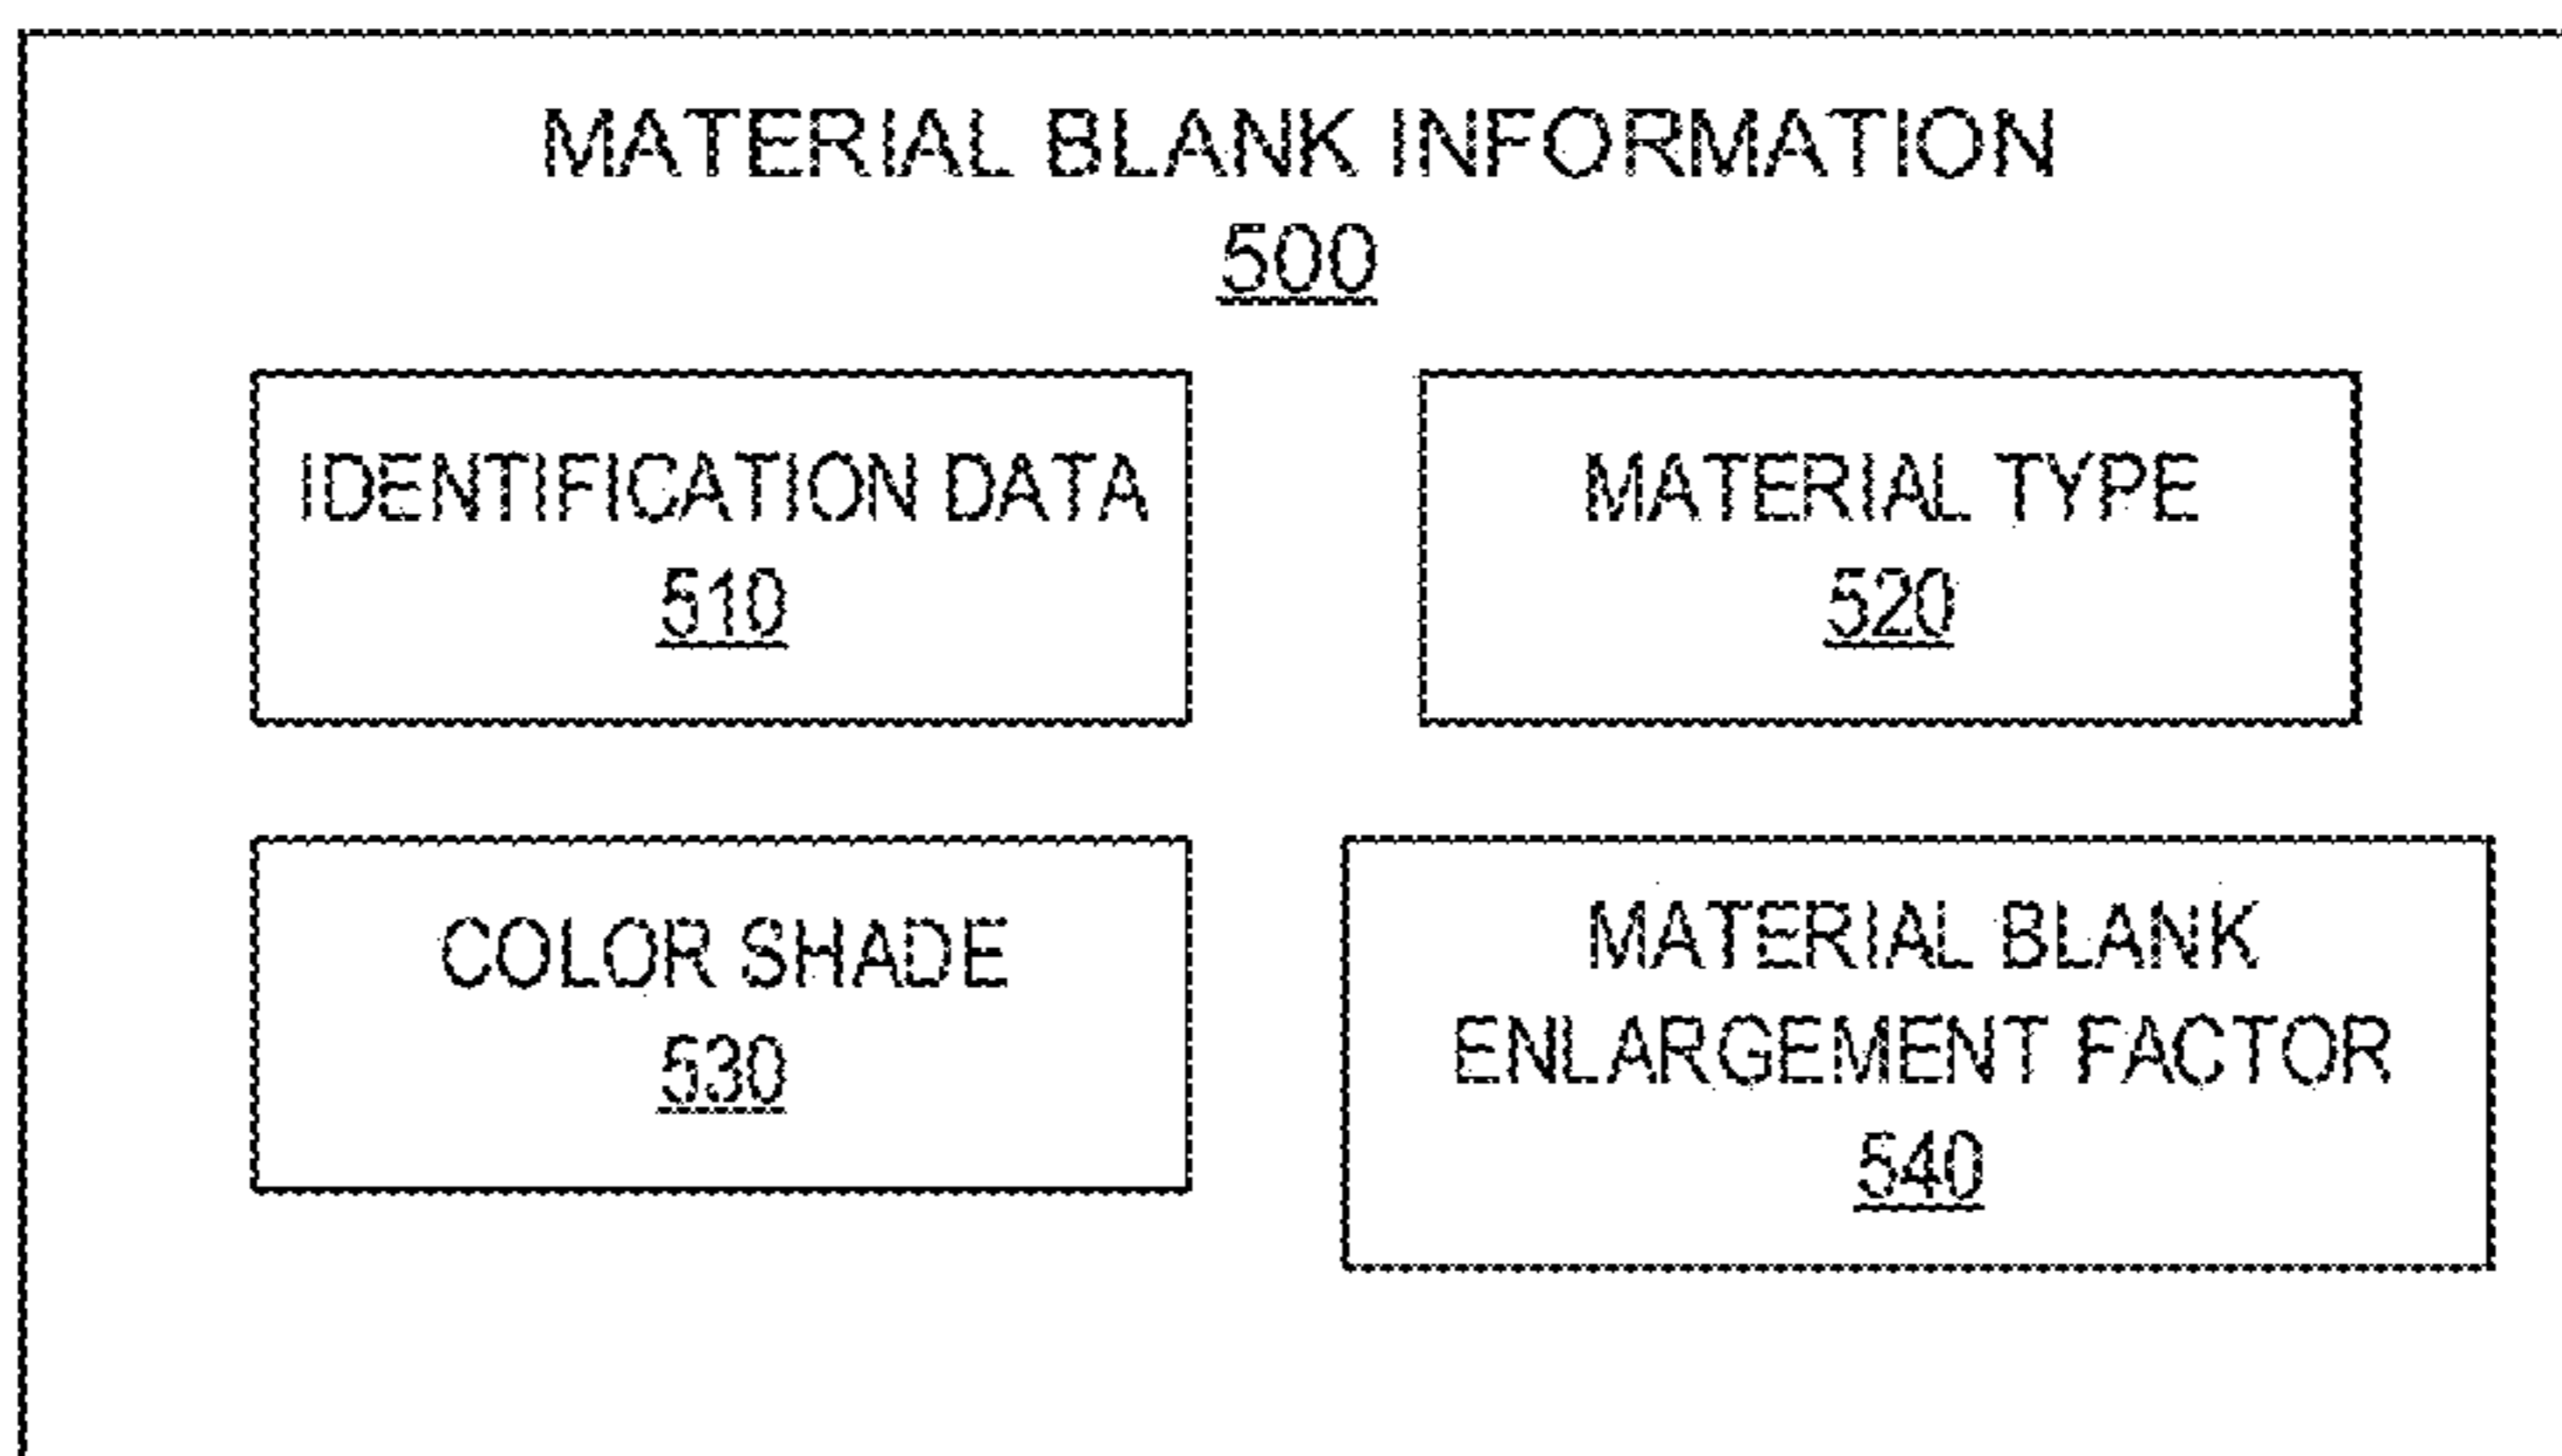 MATERIAL BLANK INFORMATION
500
IDENTIFICATION DATA
510
MATERIAL TYPE
520
COLOR SHADE
530
MATERIAL BLANK
ENLARGEMENT FACTOR
540